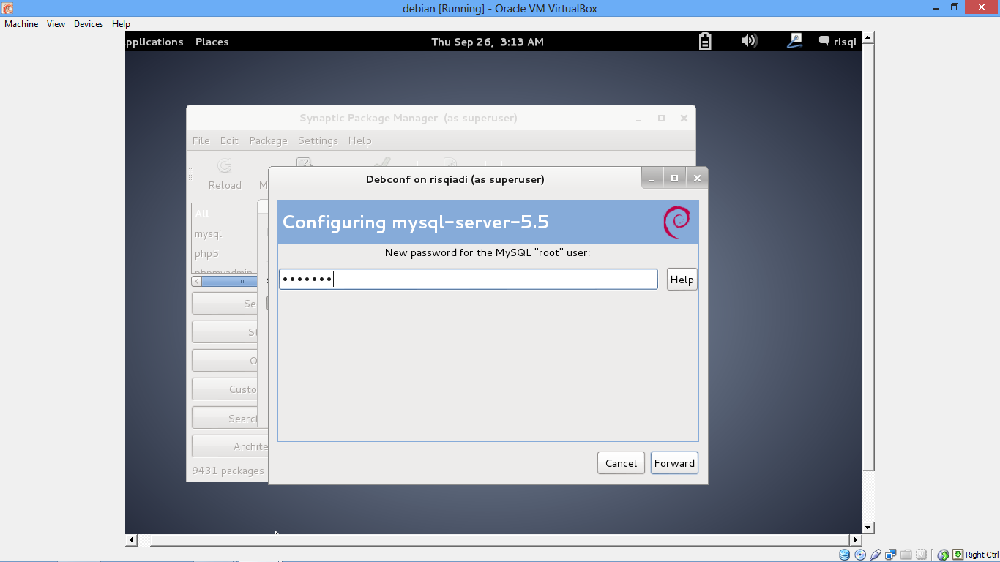 debian [Running] - Oracle VM VirtualBox
Machine View Devices Help
pplications Places Thu Sep 26, 3:13 AM risqi
Synaptic Package Manager (as superuser)
File Edit Package Settings Help
Reload M
Debconf on risqiadi (as superuser)
All
mysql
php5
phpmyadmin
Configuring mysql-server-5.5
New password for the MySQL "root" user:
•••••••
Help
Se
St
O
Custo
Searc
Archite
9431 packages
Cancel Forward
Right Ctrl